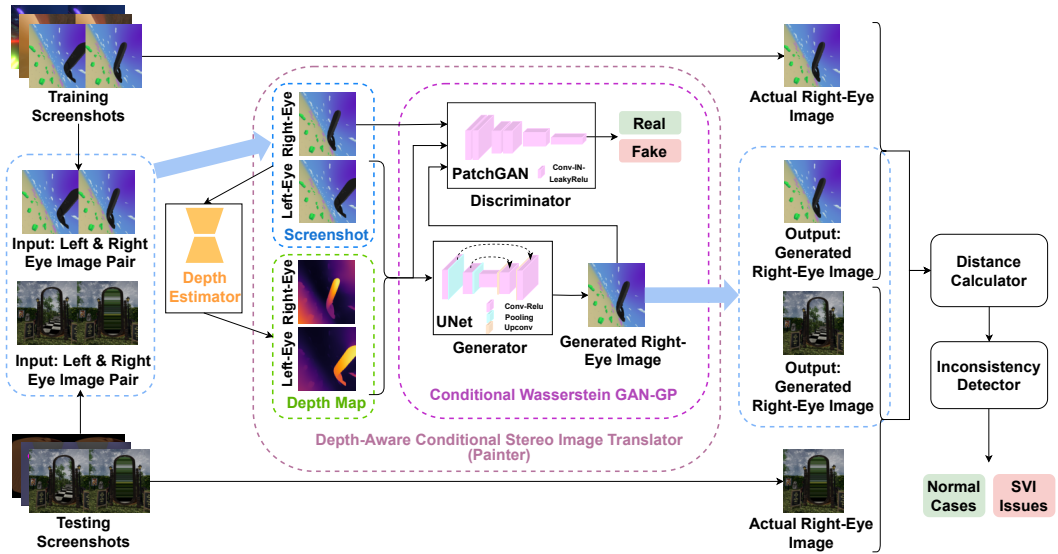 Training
Screenshots
Input: Left & Right
Eye Image Pair
Input: Left & Right
Eye Image Pair
Testing
Screenshots
Depth
Estimator
Right-Eye
Left-Eye
Screenshot
Right-Eye
Left-Eye
Depth Map
PatchGAN
Conv-IN-
LeakyRelu
Discriminator
Real
Fake
UNet
Conv-Relu
Pooling
Upconv
Generator
Generated Right-
Eye Image
Conditional Wasserstein GAN-GP
Depth-Aware Conditional Stereo Image Translator
(Painter)
Actual Right-Eye
Image
Output:
Generated
Right-Eye Image
Output:
Generated
Right-Eye Image
Actual Right-Eye
Image
Distance
Calculator
Inconsistency
Detector
Normal
Cases
SVI
Issues